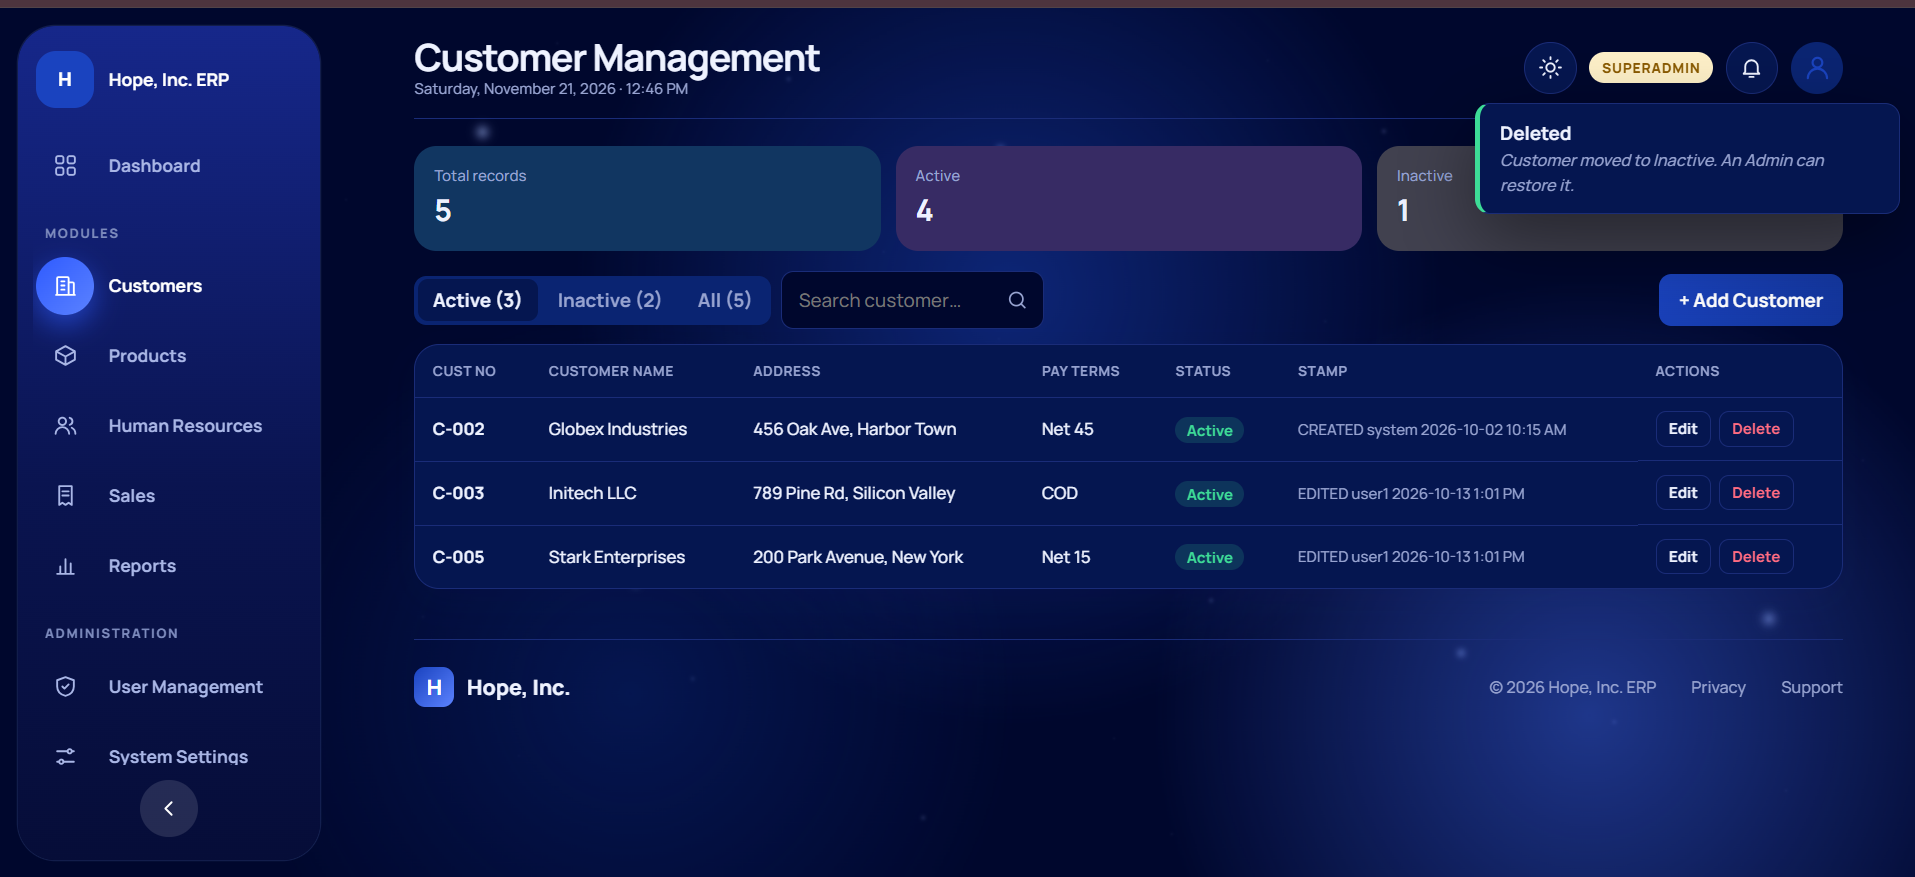 H
Hope, Inc. ERP
Dashboard
MODULES
Customers
Products
Human Resources
Sales
Reports
ADMINISTRATION
User Management
System Settings
Customer Management
Saturday, November 21, 2026 · 12:46 PM
SUPERADMIN
Deleted
Customer moved to Inactive. An Admin can
restore it.
Total records
5
Active
4
Inactive
1
Active (3) Inactive (2) All (5) Search customer... + Add Customer
CUST NO CUSTOMER NAME ADDRESS PAY TERMS STATUS STAMP ACTIONS
C-002 Globex Industries 456 Oak Ave, Harbor Town Net 45 Active CREATED system 2026-10-02 10:15 AM Edit Delete
C-003 Initech LLC 789 Pine Rd, Silicon Valley COD Active EDITED user1 2026-10-13 1:01 PM Edit Delete
C-005 Stark Enterprises 200 Park Avenue, New York Net 15 Active EDITED user1 2026-10-13 1:01 PM Edit Delete
H Hope, Inc. © 2026 Hope, Inc. ERP Privacy Support